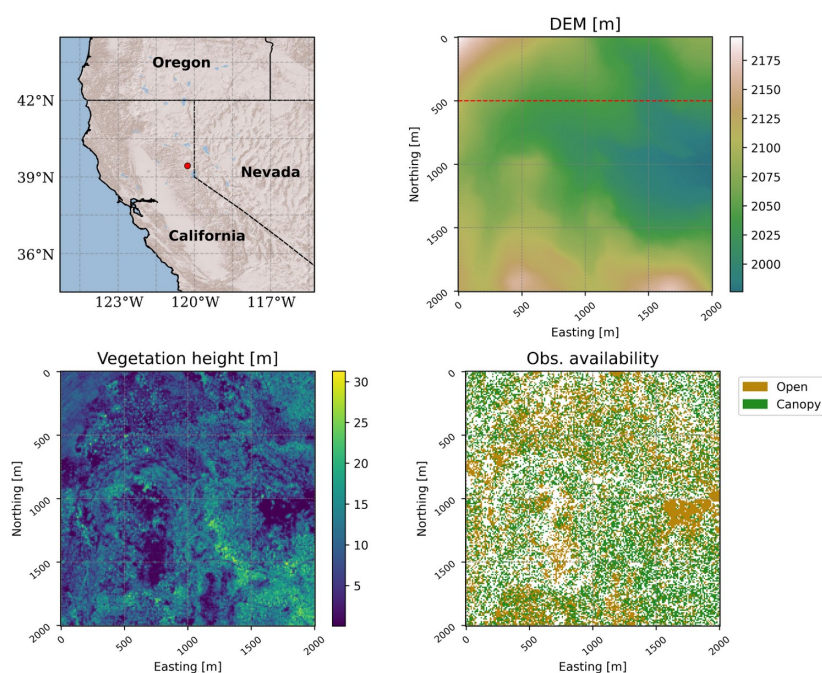 Oregon
Nevada
California
42°N
39°N
36°N
123°W
120°W
117°W
DEM [m]
Northing [m]
0
500
1000
1500
2000
0
500
1000
1500
2000
Easting [m]
2175
2150
2125
2100
2075
2050
2025
2000
Vegetation height [m]
Northing [m]
0
500
1000
1500
2000
0
500
1000
1500
2000
Easting [m]
30
25
20
15
10
5
Obs. availability
Northing [m]
0
500
1000
1500
2000
0
500
1000
1500
2000
Easting [m]
Open
Canopy